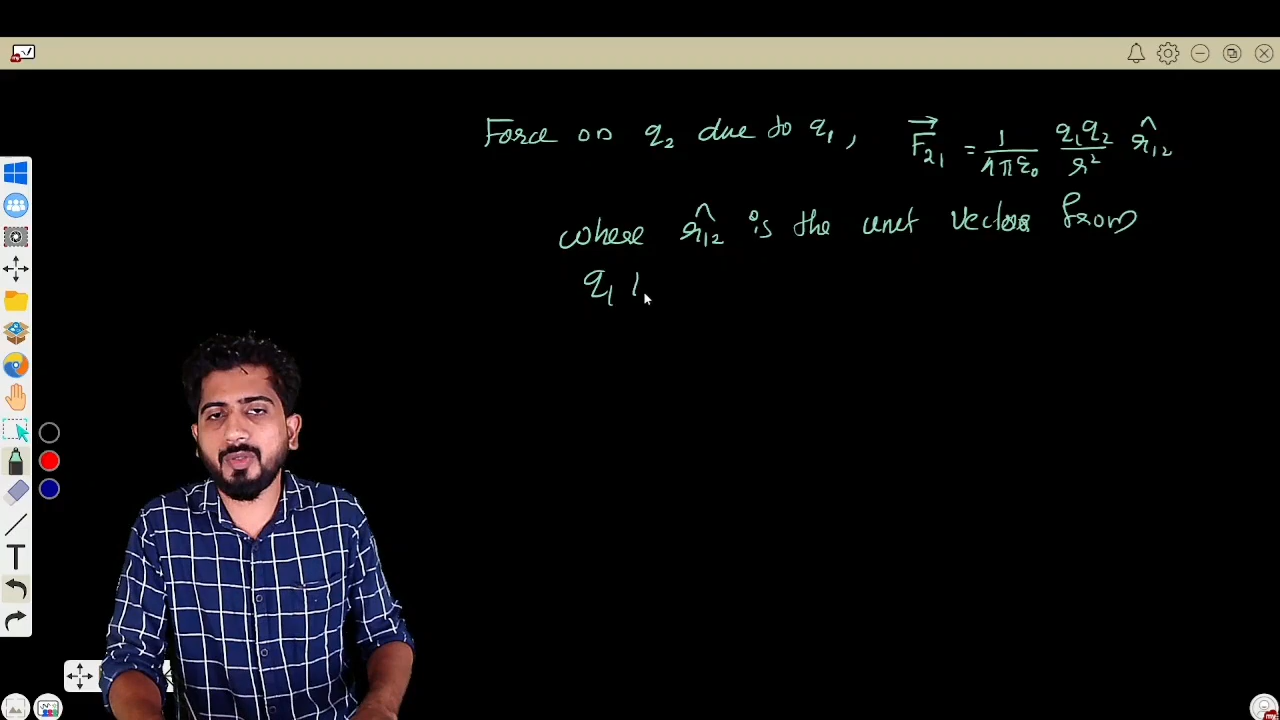 Force on q₂ due to q₁, F⃗₂₁ = 1/4πε₀ q₁q₂/r² r̂₁₂
where r̂₁₂ is the unit vector from
q₁